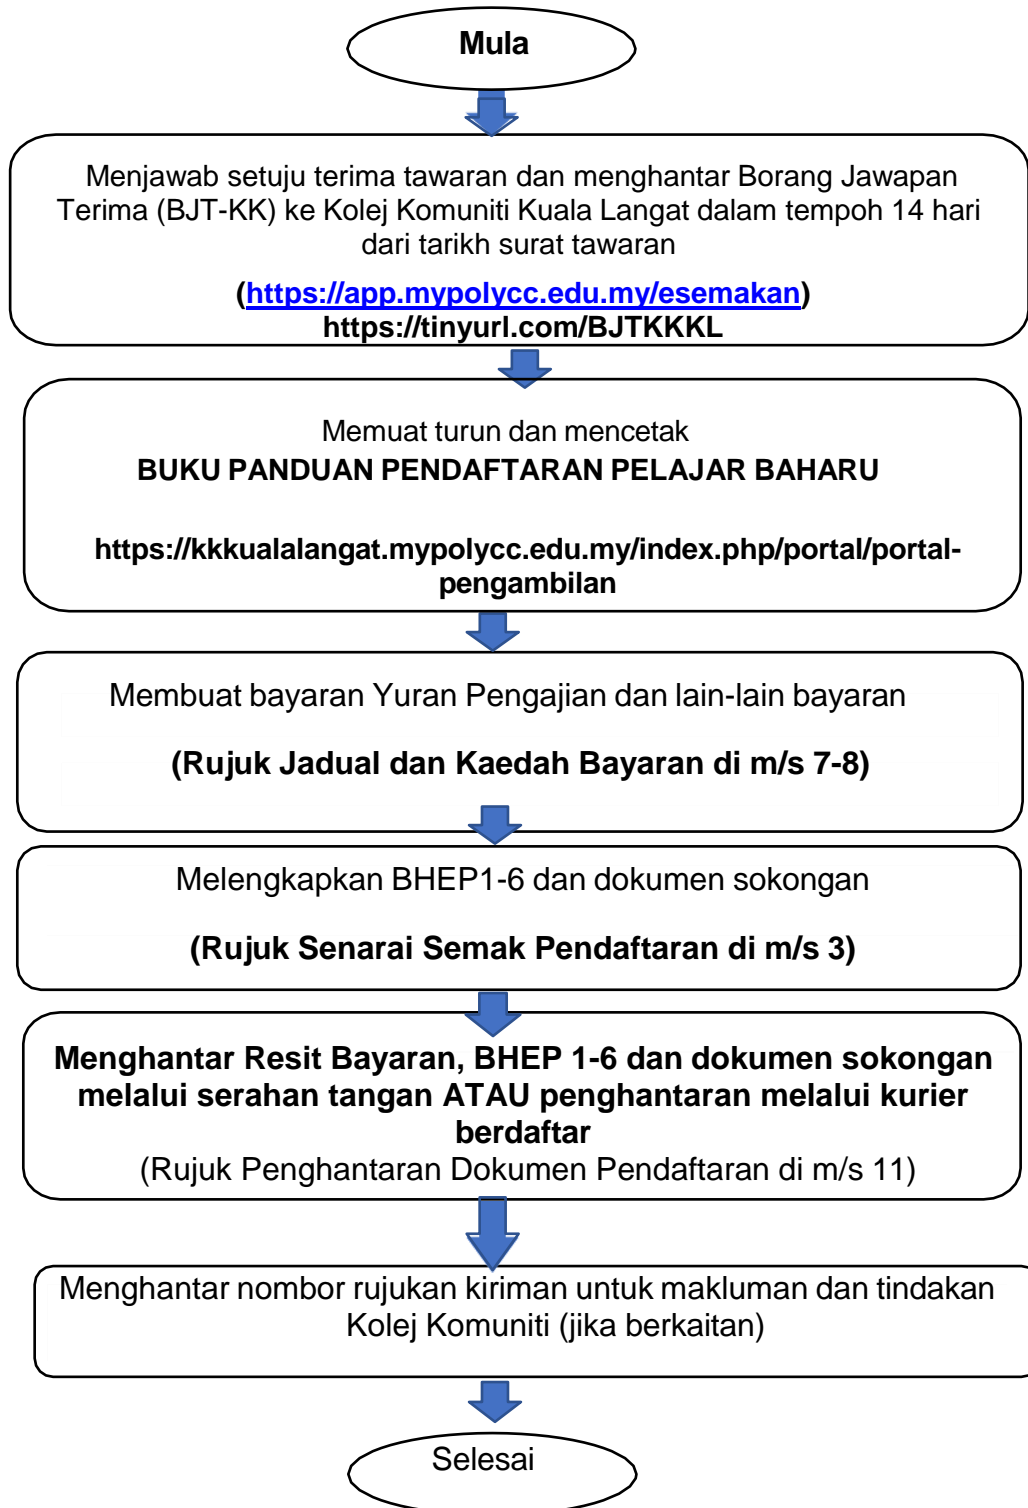 Mula
Menjawab setuju terima tawaran dan menghantar Borang Jawapan
Terima (BJT-KK) ke Kolej Komuniti Kuala Langat dalam tempoh 14 hari
dari tarikh surat tawaran
(https://app.mypolycc.edu.my/esemakan)
https://tinyurl.com/BJTKKKL
Memuat turun dan mencetak
BUKU PANDUAN PENDAFTARAN PELAJAR BAHARU
https://kkkualalangat.mypolycc.edu.my/index.php/portal/portal-
pengambilan
Membuat bayaran Yuran Pengajian dan lain-lain bayaran
(Rujuk Jadual dan Kaedah Bayaran di m/s 7-8)
Melengkapkan BHEP1-6 dan dokumen sokongan
(Rujuk Senarai Semak Pendaftaran di m/s 3)
Menghantar Resit Bayaran, BHEP 1-6 dan dokumen sokongan
melalui serahan tangan ATAU penghantaran melalui kurier
berdaftar
(Rujuk Penghantaran Dokumen Pendaftaran di m/s 11)
Menghantar nombor rujukan kiriman untuk makluman dan tindakan
Kolej Komuniti (jika berkaitan)
Selesai